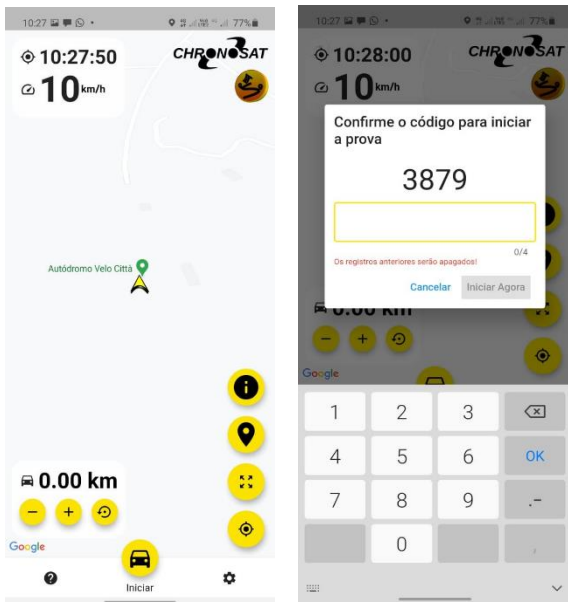 10:27
77%
10:27:50
CHRONOSAT
10 km/h
Autódromo Velo Città
0.00 km
Google
Iniciar
10:27
77%
10:28:00
CHRONOSAT
10 km/h
Confirme o código para iniciar
a prova
3879
0/4
Os registros anteriores serão apagados!
Cancelar
Iniciar Agora
0.00 km
Google
1 2 3
4 5 6 OK
7 8 9 .-
0 ,